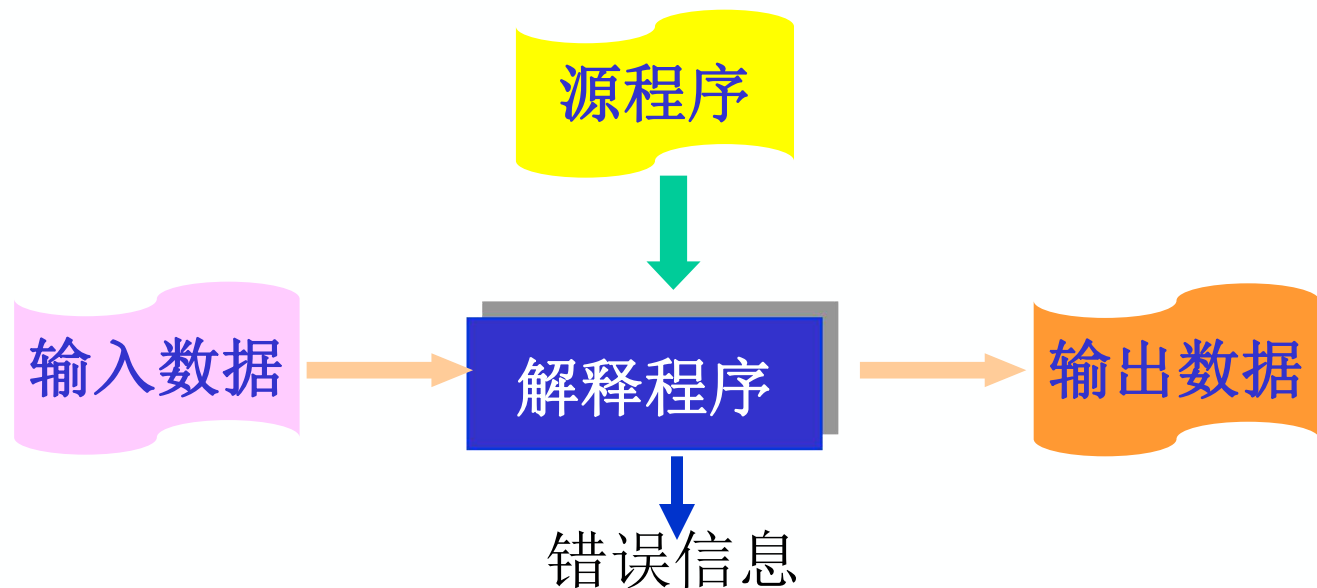 源程序
输入数据
解释程序
输出数据
错误信息